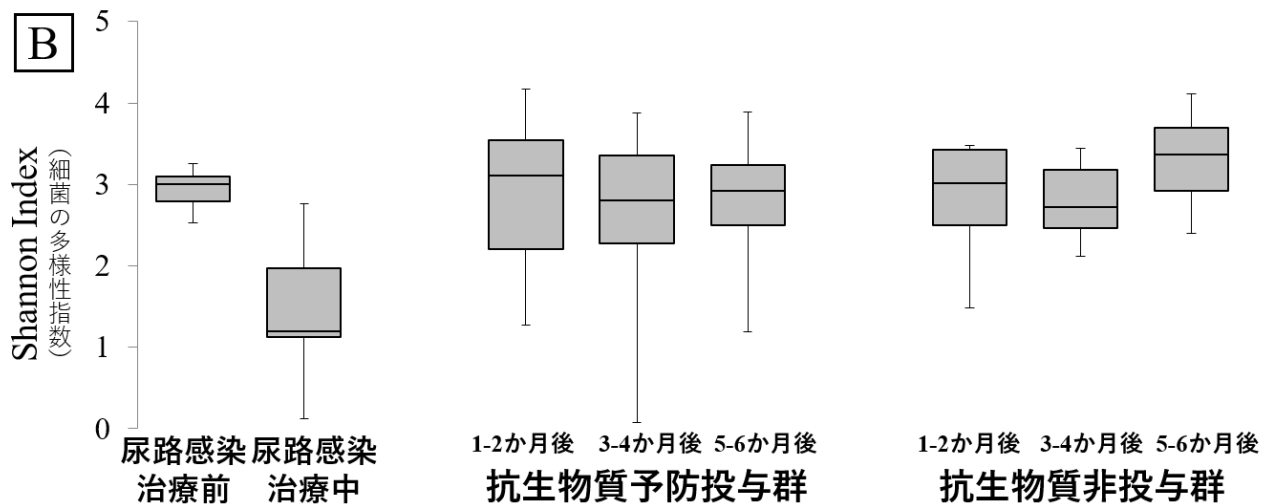 B
Shannon Index
（細菌の多様性指数）
5
4
3
2
1
0
尿路感染
治療前
尿路感染
治療中
1-2か月後 3-4か月後 5-6か月後
抗生物質予防投与群
1-2か月後 3-4か月後 5-6か月後
抗生物質非投与群